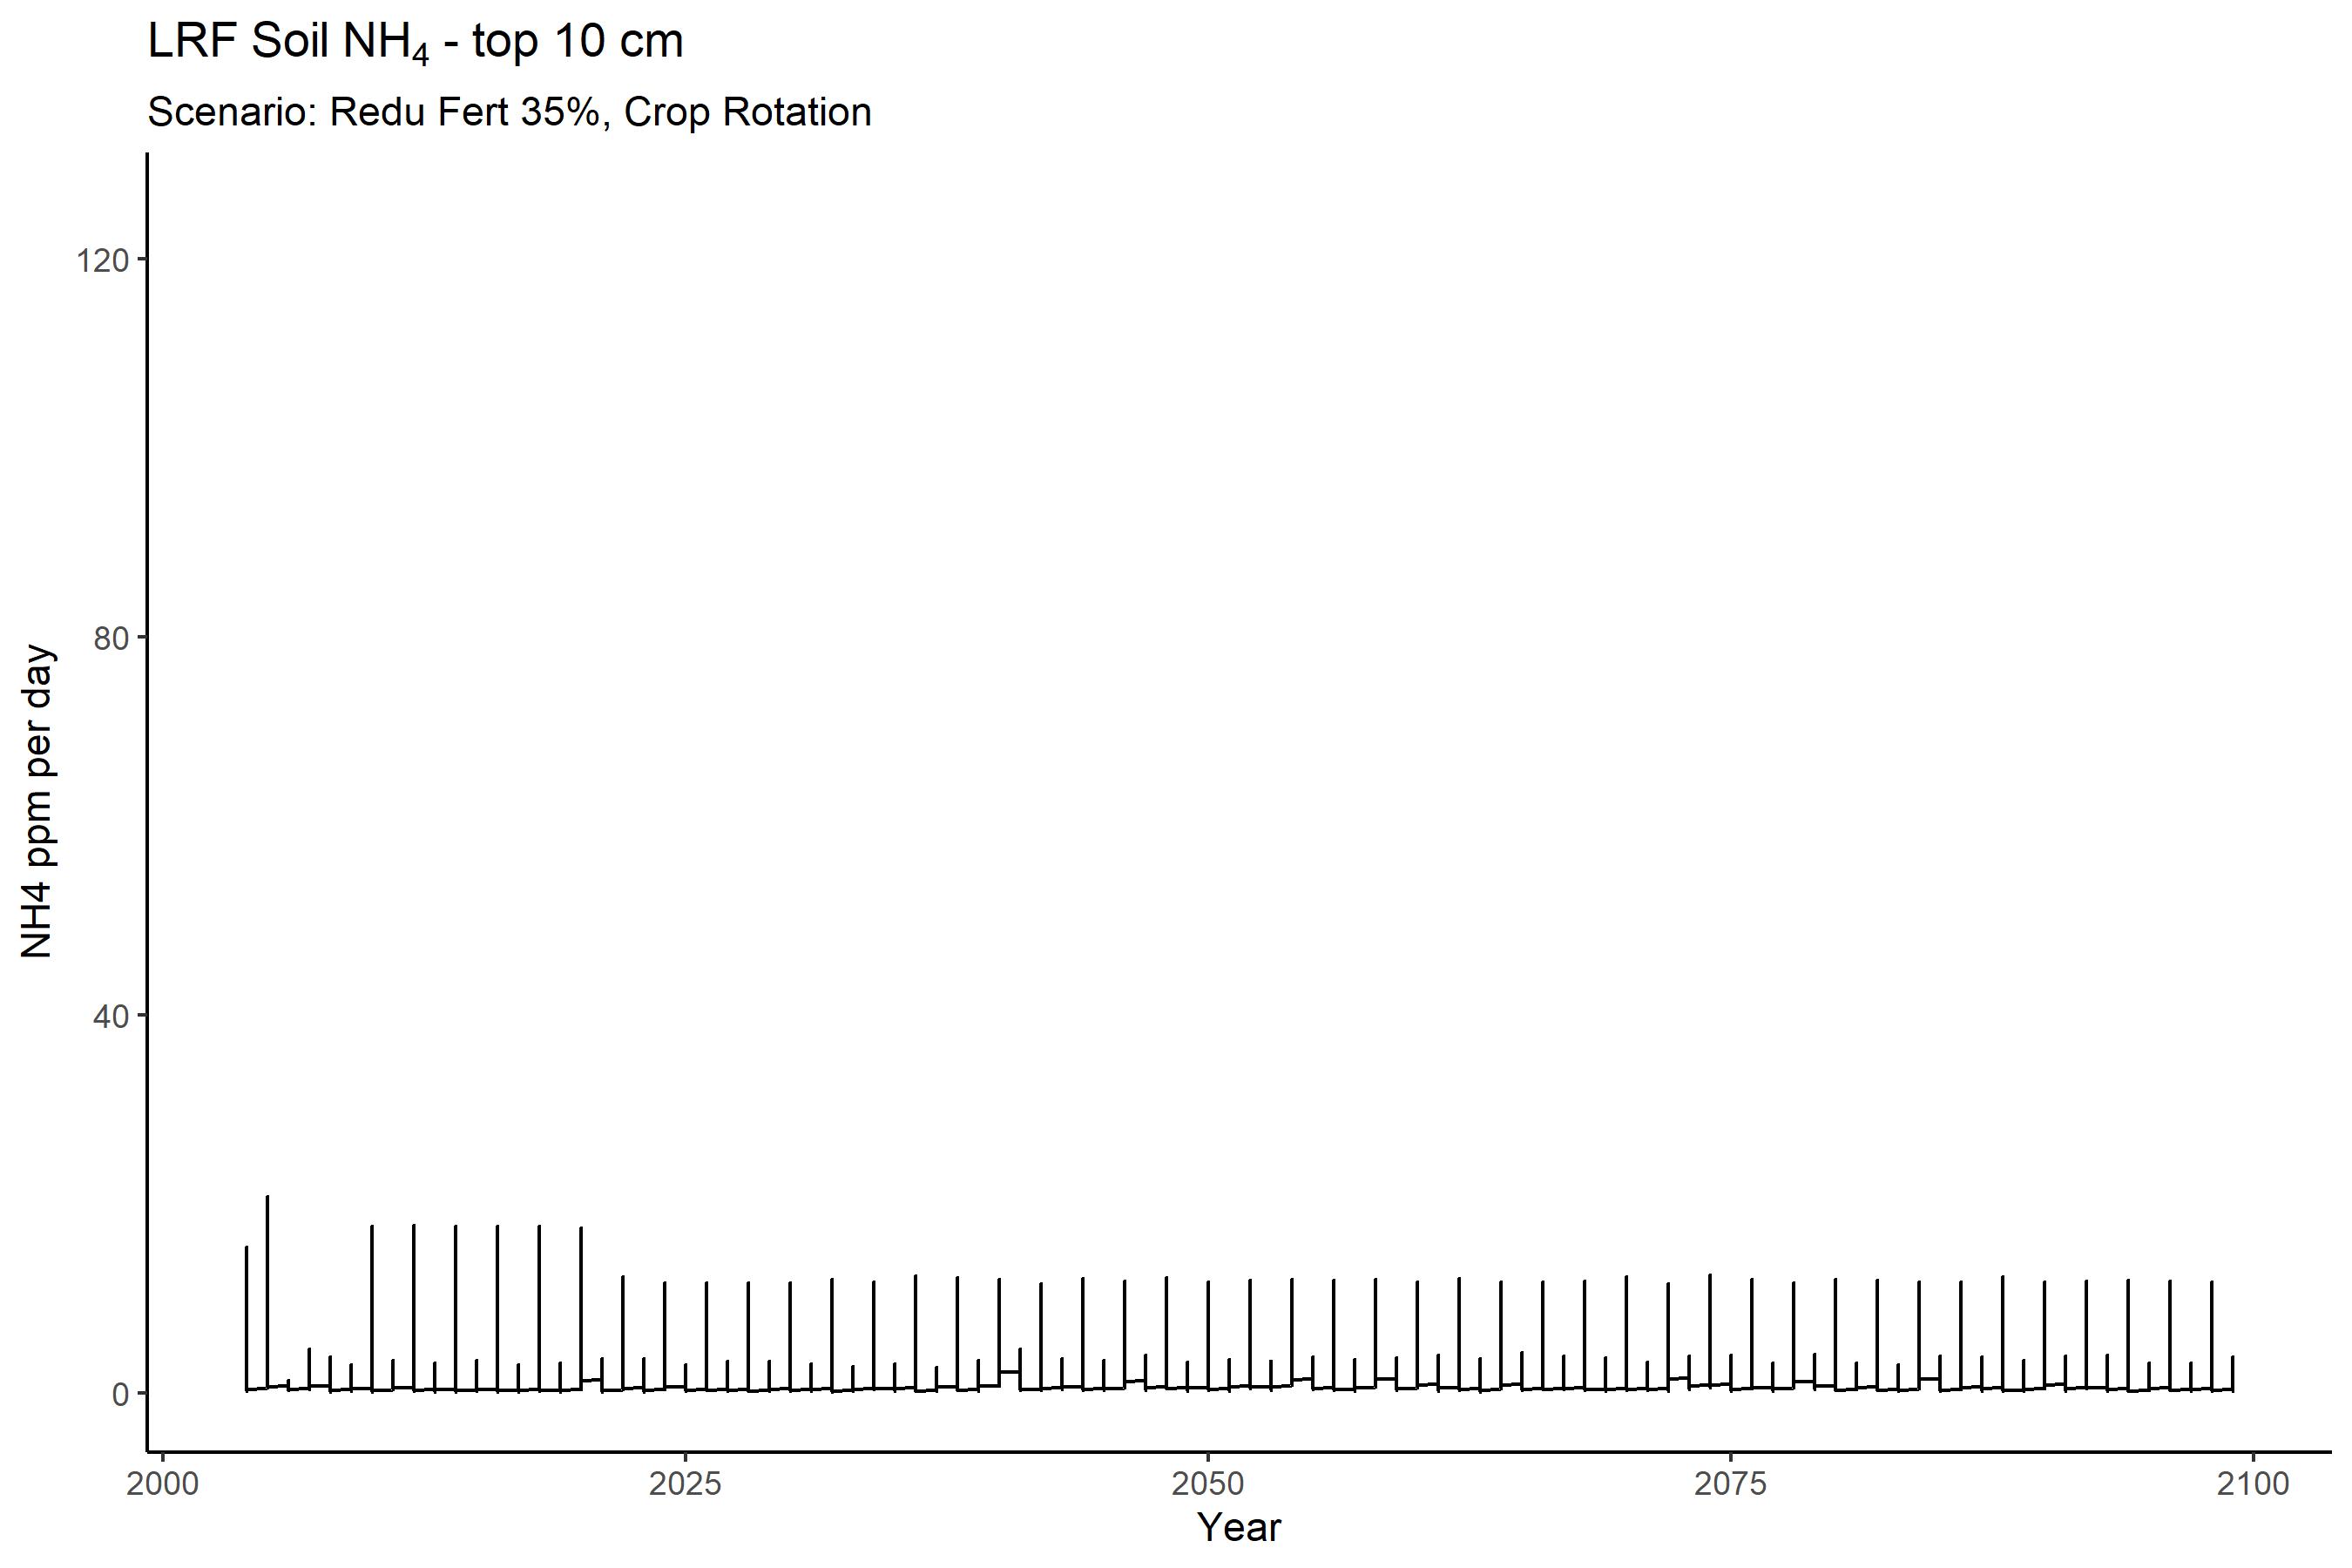 LRF Soil NH₄ - top 10 cm
Scenario: Redu Fert 35%, Crop Rotation
NH4 ppm per day
120
80
40
0
2000 2025 2050 2075 2100
Year